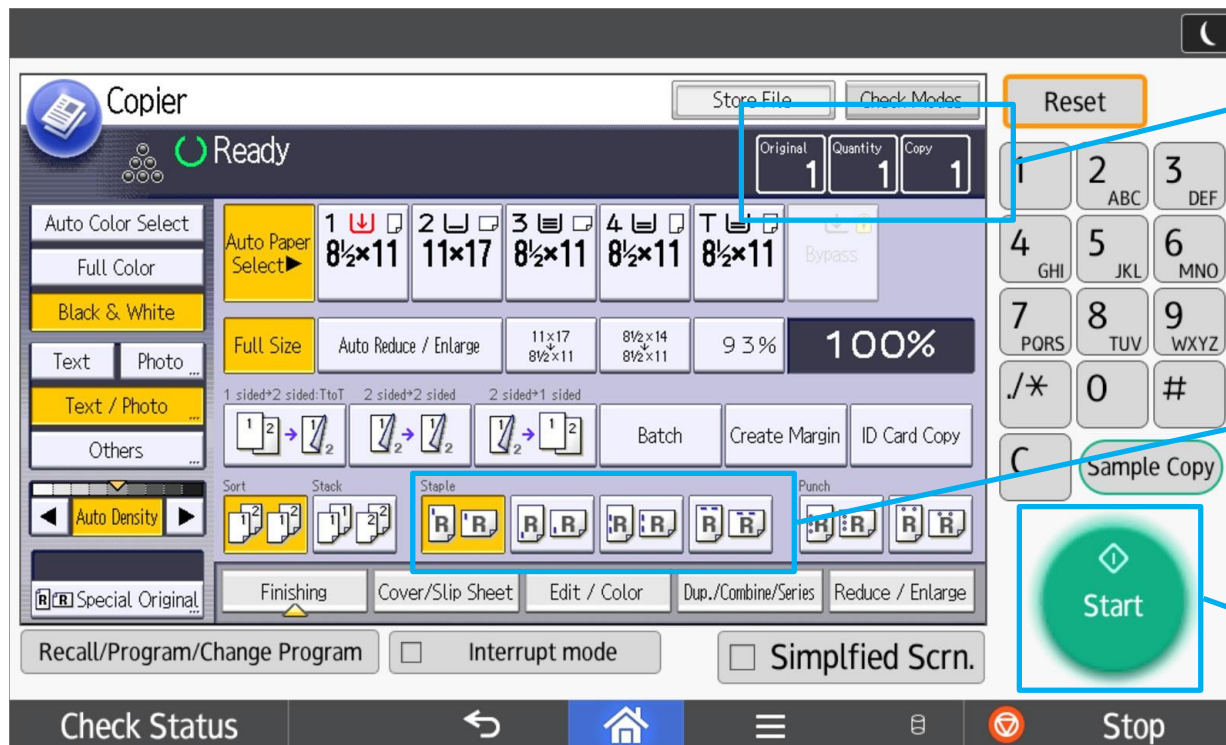 Copier
Store File
Check Modes
Ready
Original
1
Quantity
1
Copy
1
Auto Color Select
Full Color
Black & White
Text
Photo
Text / Photo
Others
Auto Density
Special Original
Auto Paper
Select▶
1
8½×11
2
11×17
3
8½×11
4
8½×11
T
8½×11
Bypass
Full Size
Auto Reduce / Enlarge
11×17
8½×11
8½×14
8½×11
93%
100%
1 sided→2 sided:TtoT
2 sided→2 sided
2 sided→1 sided
Batch
Create Margin
ID Card Copy
Sort
Stack
Staple
Punch
Finishing
Cover/Slip Sheet
Edit / Color
Dup./Combine/Series
Reduce / Enlarge
Recall/Program/Change Program
Interrupt mode
Simplfied Scrn.
Reset
1
2 ABC
3 DEF
4 GHI
5 JKL
6 MNO
7 PQRS
8 TUV
9 WXYZ
./*
0
#
C
Sample Copy
Start
Check Status
Stop